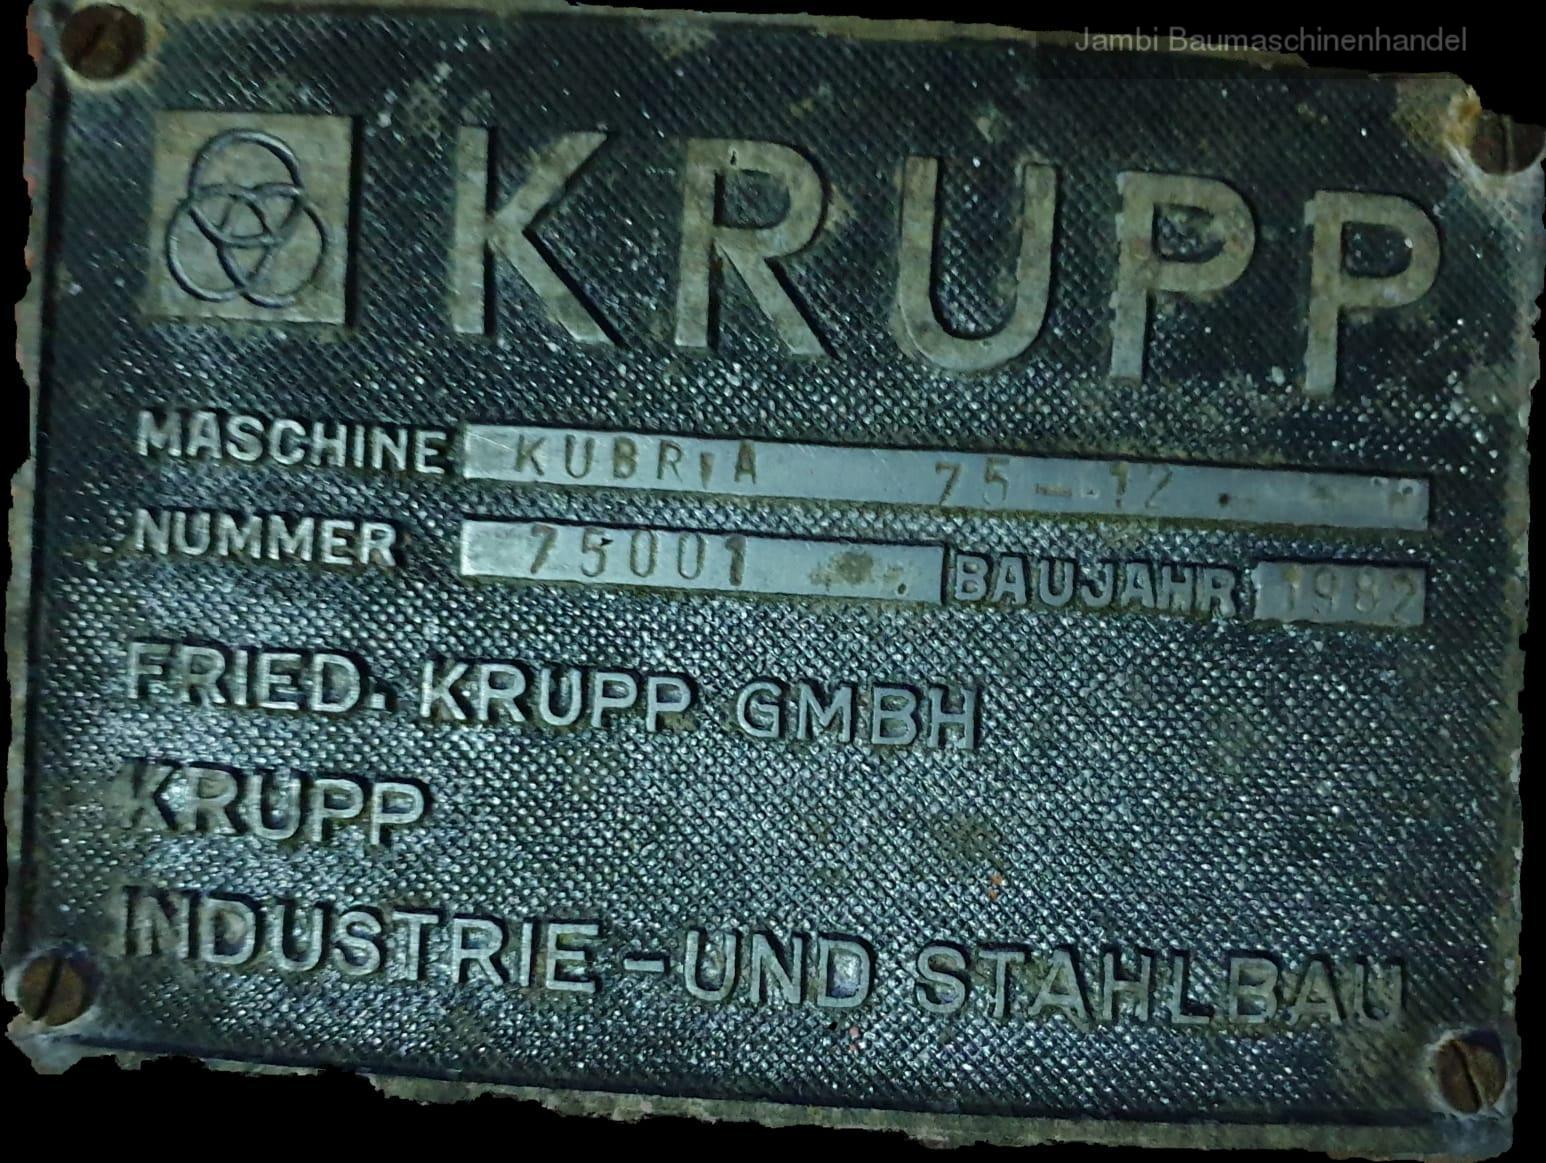 Jambi Baumaschinenhandel
KRUPP
MASCHINE KUBRIA 75-12
NUMMER 75001 BAUJAHR 1982
FRIED. KRUPP GMBH
KRUPP
INDUSTRIE-UND STAHLBAU